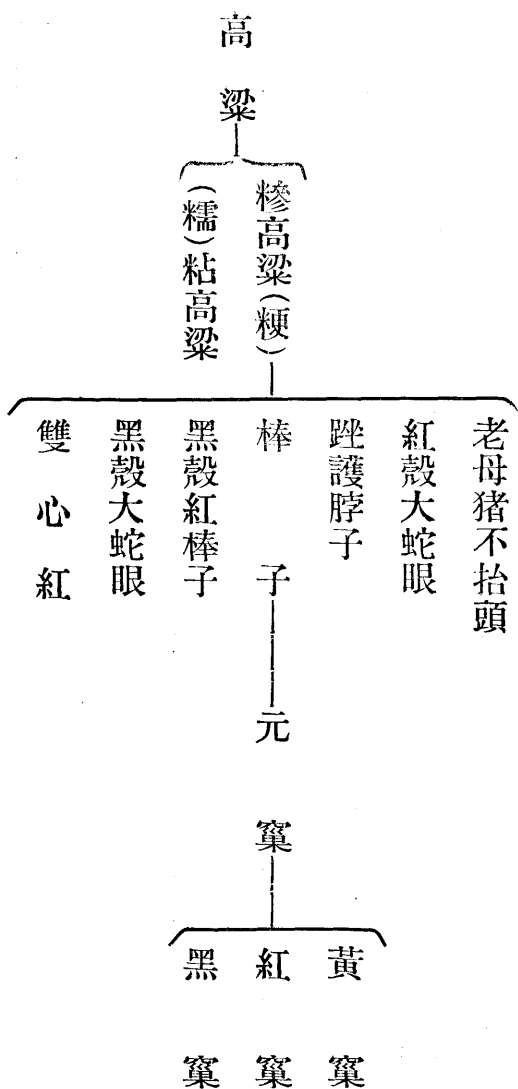 高粱
糝高粱(粳)
(糯)粘高粱
老母猪不抬頭
紅殼大蛇眼
跘護脖子
棒子
黑殼紅棒子
黑殼大蛇眼
雙心紅
元窠
黃窠
紅窠
黑窠